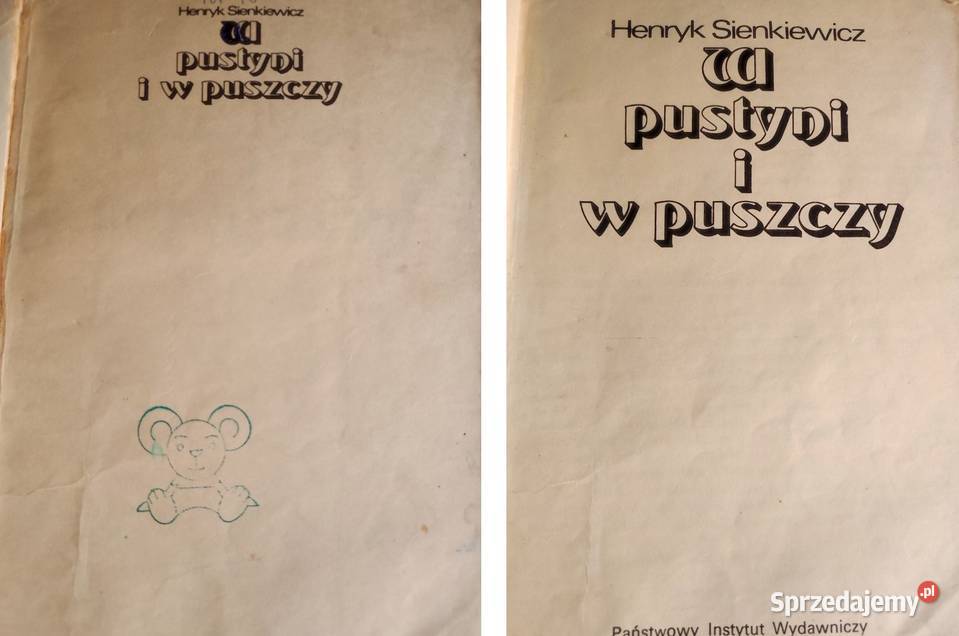 Henryk Sienkiewicz
W
pustyni
i w puszczy
Henryk Sienkiewicz
W
pustyni
i
w puszczy
Państwowy Instytut Wydawniczy
Sprzedajemy.pl